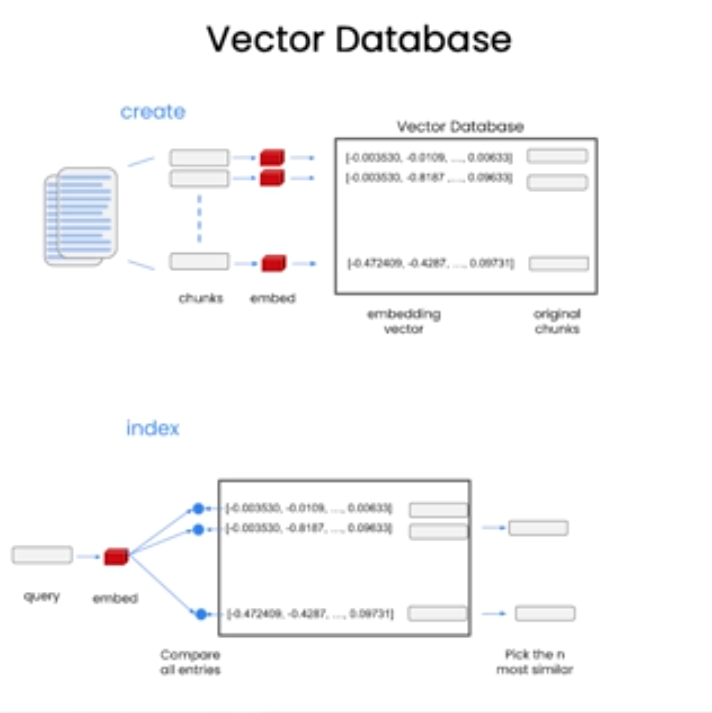 Vector Database
create
Vector Database
[-0.003530, -0.0109, ...., 0.00633]
[-0.003530, -0.8187 ,...., 0.09633]
[-0.472409, -0.4287, ...., 0.09731]
chunks
embed
embedding
vector
original
chunks
index
[-0.003530, -0.0109, ...., 0.00633]
[-0.003530, -0.8187, ...., 0.09633]
[-0.472409, -0.4287, ...., 0.09731]
query
embed
Compare
all entries
Pick the n
most similar